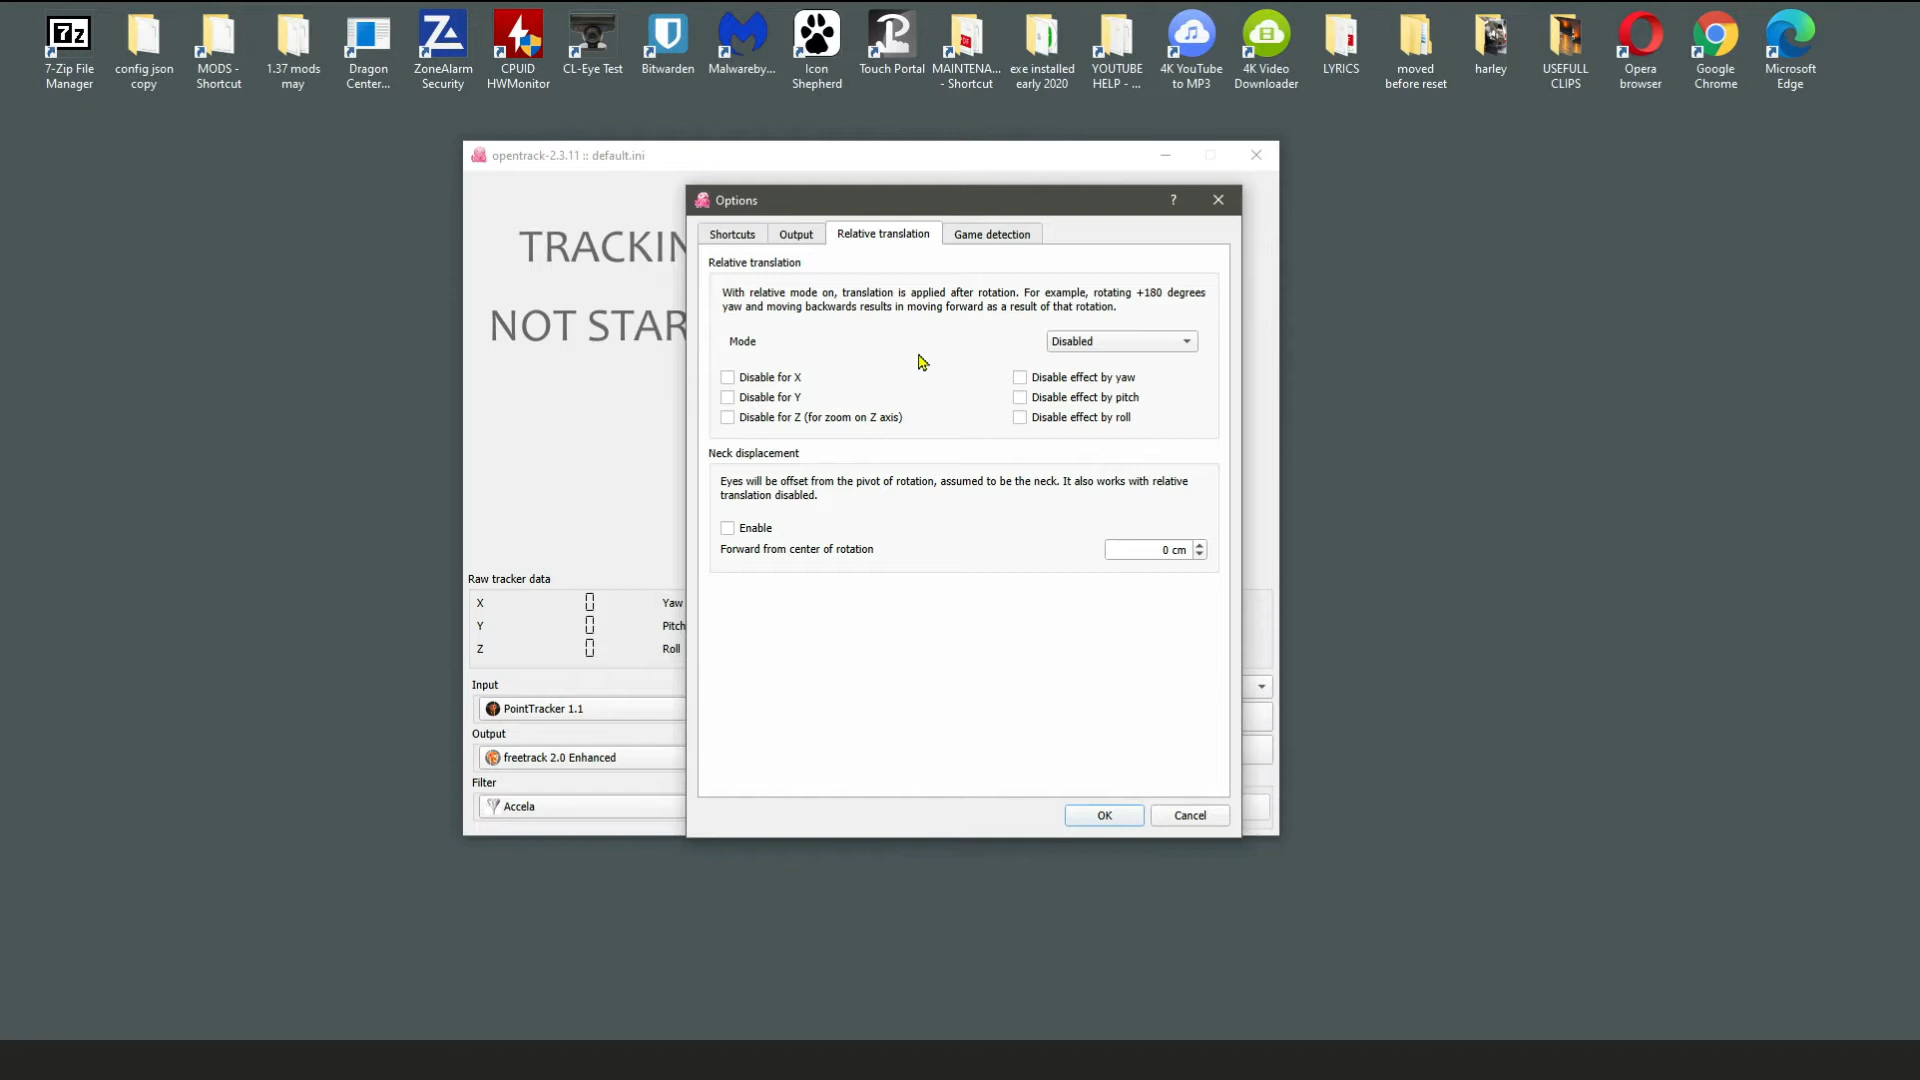 7-Zip File
Manager
config json
copy
MODS -
Shortcut
1.37 mods
may
Dragon
Center...
ZoneAlarm
Security
CPUID
HWMonitor
CL-Eye Test
Bitwarden
Malwareby...
Icon
Shepherd
Touch Portal
MAINTENA...
- Shortcut
exe installed
early 2020
YOUTUBE
HELP - ...
4K YouTube
to MP3
4K Video
Downloader
LYRICS
moved
before reset
harley
USEFULL
CLIPS
Opera
browser
Google
Chrome
Microsoft
Edge
opentrack-2.3.11 :: default.ini
TRACKIN
NOT STAR
Raw tracker data
X 0 Yaw
Y 0 Pitch
Z 0 Roll
Input
PointTracker 1.1
Output
freetrack 2.0 Enhanced
Filter
Accela
Options
?
Shortcuts Output Relative translation Game detection
Relative translation
With relative mode on, translation is applied after rotation. For example, rotating +180 degrees
yaw and moving backwards results in moving forward as a result of that rotation.
Mode Disabled
Disable for X Disable effect by yaw
Disable for Y Disable effect by pitch
Disable for Z (for zoom on Z axis) Disable effect by roll
Neck displacement
Eyes will be offset from the pivot of rotation, assumed to be the neck. It also works with relative
translation disabled.
Enable
Forward from center of rotation 0 cm
OK Cancel